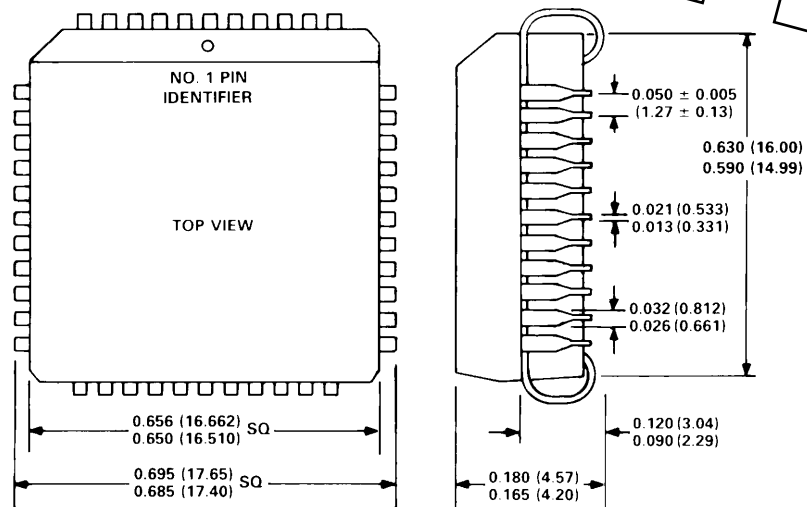 NO. 1 PIN
IDENTIFIER
TOP VIEW
0.656 (16.662)
0.650 (16.510) SQ
0.695 (17.65)
0.685 (17.40) SQ
0.050 ± 0.005
(1.27 ± 0.13)
0.630 (16.00)
0.590 (14.99)
0.021 (0.533)
0.013 (0.331)
0.032 (0.812)
0.026 (0.661)
0.120 (3.04)
0.090 (2.29)
0.180 (4.57)
0.165 (4.20)